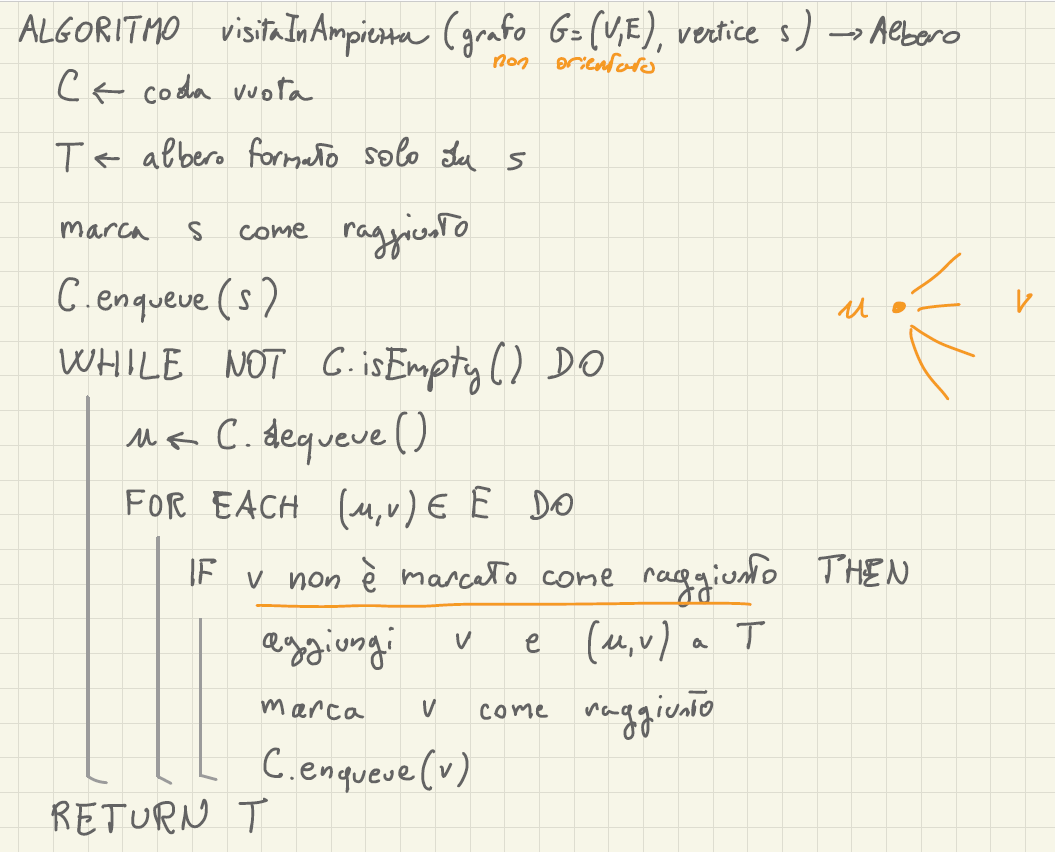 ALGORITMO visitaInAmpiezza (grafo G=(V,E), vertice s) → Albero
non orientato
C ← coda vuota
T ← albero formato solo da s
marca s come raggiunto
C.enqueue(s)
u v
WHILE NOT C.isEmpty() DO
u ← C.dequeue()
FOR EACH (u,v) ∈ E DO
IF v non è marcato come raggiunto THEN
aggiungi v e (u,v) a T
marca v come raggiunto
C.enqueue(v)
RETURN T